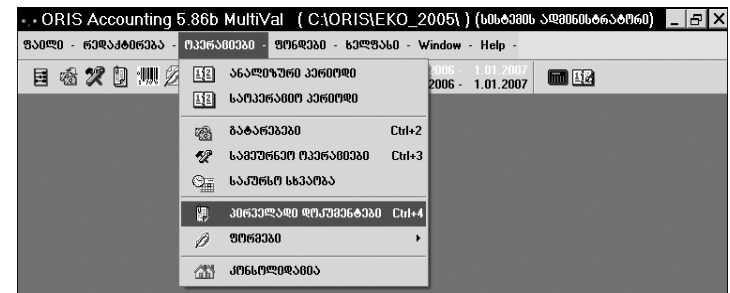 ORIS Accounting 5.86b MultiVal ( C:\ORIS\EKO_2005\ ) (სისტემის ადმინისტრატორი)
ფაილი - რედაქტირება - ოპერაციები - ფონდები - ხელფასი - Window - Help -
ანალიზური პერიოდი
2006 - 1.01.2007
2006 - 1.01.2007
საოპერაციო პერიოდი
გატარებები Ctrl+2
სამეურნეო ოპერაციები Ctrl+3
საკურსო სხვაობა
პირველადი დოკუმენტები Ctrl+4
ფორმები
კონსოლიდაცია